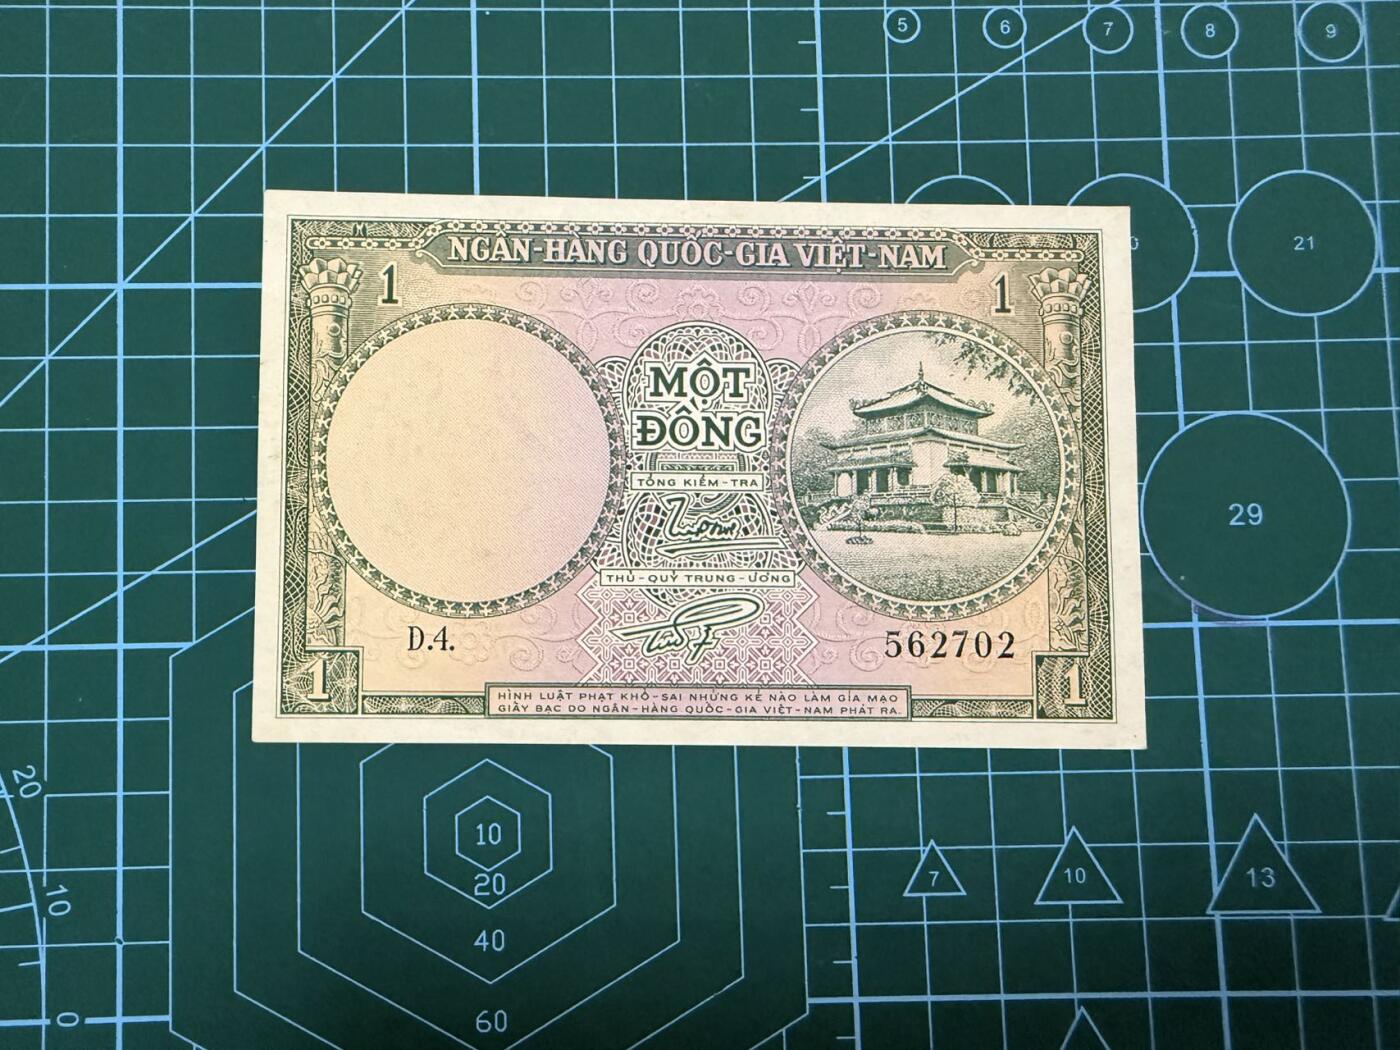 5 6 7 8 9
21
NGÂN-HÀNG QUỐC-GIA VIỆT-NAM
1 1
MỘT
ĐỒNG
TỔNG KIỂM-TRA
29
THỦ-QUỸ TRUNG-ƯƠNG
D.4. 562702
1 1
HÌNH LUẬT PHẠT KHỔ-SAI NHỮNG KẺ NÀO LÀM GIẢ MẠO
GIẤY BẠC DO NGÂN-HÀNG QUỐC-GIA VIỆT-NAM PHÁT RA.
20
10
7 10 13
20
10
40
0
60